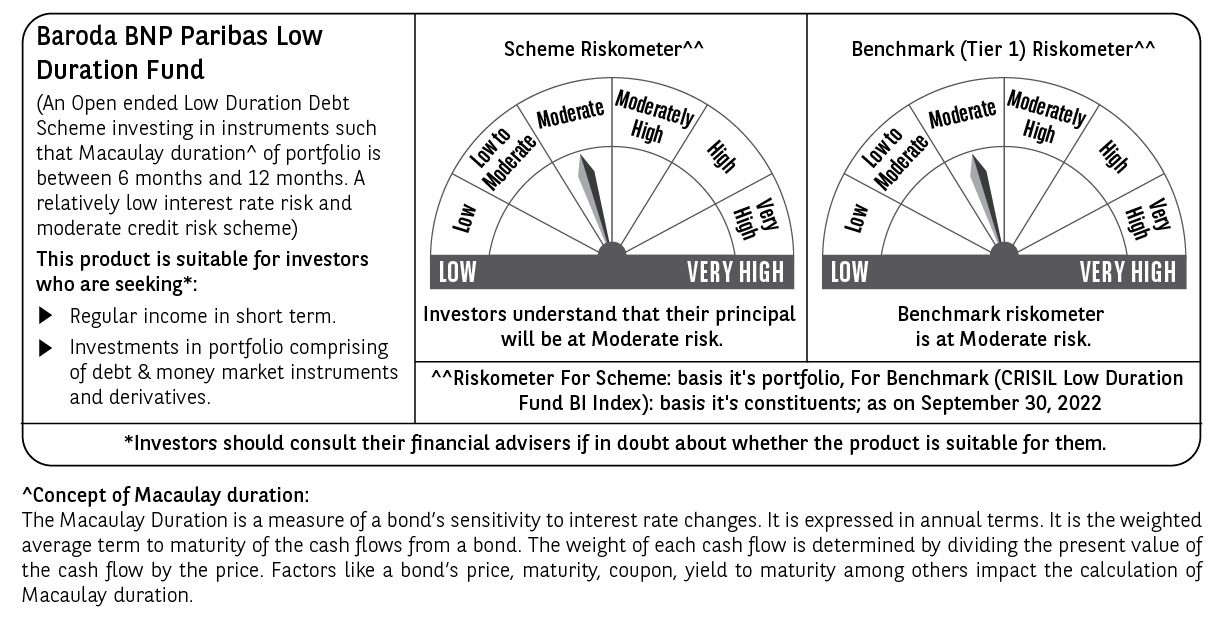 Baroda BNP Paribas Low
Duration Fund
(An Open ended Low Duration Debt
Scheme investing in instruments such
that Macaulay duration^ of portfolio is
between 6 months and 12 months. A
relatively low interest rate risk and
moderate credit risk scheme)
This product is suitable for investors
who are seeking*:
Regular income in short term.
Investments in portfolio comprising
of debt & money market instruments
and derivatives.
Scheme Riskometer^^
Low
Low to
Moderate
Moderate
Moderately
High
High
Very
High
LOW
VERY HIGH
Investors understand that their principal
will be at Moderate risk.
Benchmark (Tier 1) Riskometer^^
Low
Low to
Moderate
Moderate
Moderately
High
High
Very
High
LOW
VERY HIGH
Benchmark riskometer
is at Moderate risk.
^^Riskometer For Scheme: basis it's portfolio, For Benchmark (CRISIL Low Duration
Fund BI Index): basis it's constituents; as on September 30, 2022
*Investors should consult their financial advisers if in doubt about whether the product is suitable for them.
^Concept of Macaulay duration:
The Macaulay Duration is a measure of a bond's sensitivity to interest rate changes. It is expressed in annual terms. It is the weighted
average term to maturity of the cash flows from a bond. The weight of each cash flow is determined by dividing the present value of
the cash flow by the price. Factors like a bond's price, maturity, coupon, yield to maturity among others impact the calculation of
Macaulay duration.